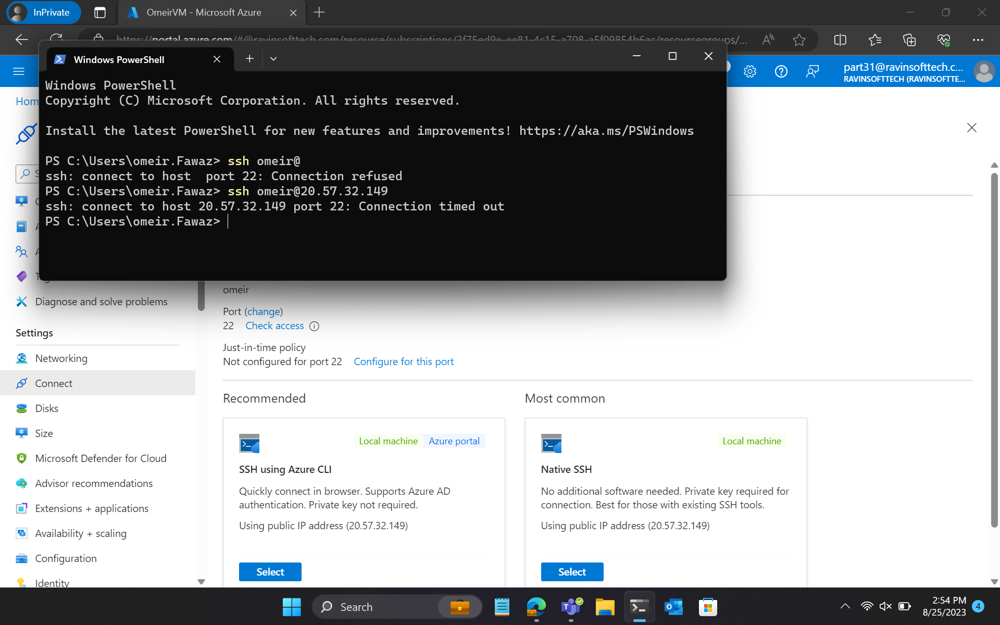 InPrivate
OmeirVM - Microsoft Azure
https://portal.azure.com/#@ravinsofttech.com/resource/subscriptions/3f75ed9e-ee81-4c15-a708-a5f09854b6ac/resourcegroups/...
Windows PowerShell
part31@ravinsofttech.c...
RAVINSOFTTECH (RAVINSOFTTE...
Windows PowerShell
Copyright (C) Microsoft Corporation. All rights reserved.
Hom
Install the latest PowerShell for new features and improvements! https://aka.ms/PSWindows
PS C:\Users\omeir.Fawaz> ssh omeir@
ssh: connect to host  port 22: Connection refused
PS C:\Users\omeir.Fawaz> ssh omeir@20.57.32.149
ssh: connect to host 20.57.32.149 port 22: Connection timed out
PS C:\Users\omeir.Fawaz>
Diagnose and solve problems
Settings
Networking
Connect
Disks
Size
Microsoft Defender for Cloud
Advisor recommendations
Extensions + applications
Availability + scaling
Configuration
Identity
omeir
Port (change)
22 Check access
Just-in-time policy
Not configured for port 22 Configure for this port
Recommended
Local machine Azure portal
SSH using Azure CLI
Quickly connect in browser. Supports Azure AD
authentication. Private key not required.
Using public IP address (20.57.32.149)
Select
Most common
Local machine
Native SSH
No additional software needed. Private key required for
connection. Best for those with existing SSH tools.
Using public IP address (20.57.32.149)
Select
Search
2:54 PM
8/25/2023
4